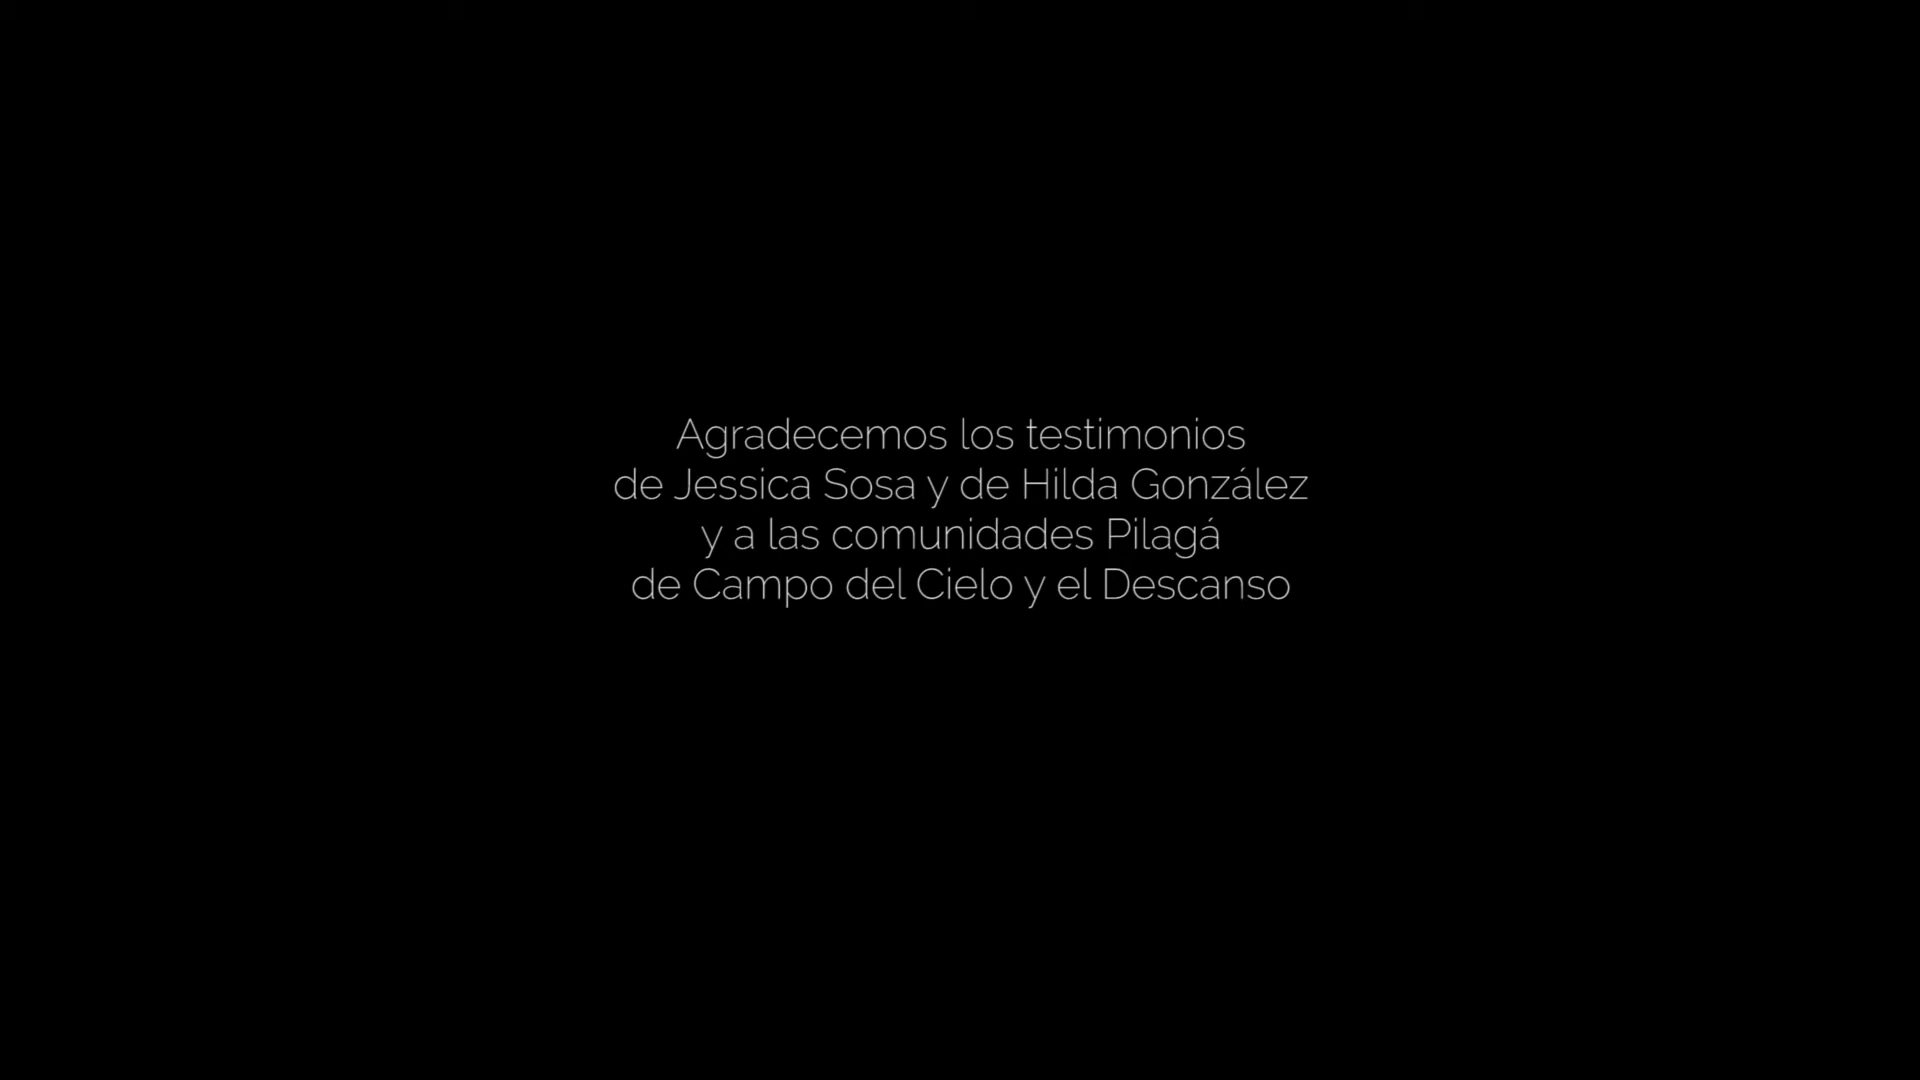 Agradecemos los testimonios
de Jessica Sosa y de Hilda González
y a las comunidades Pilagá
de Campo del Cielo y el Descanso